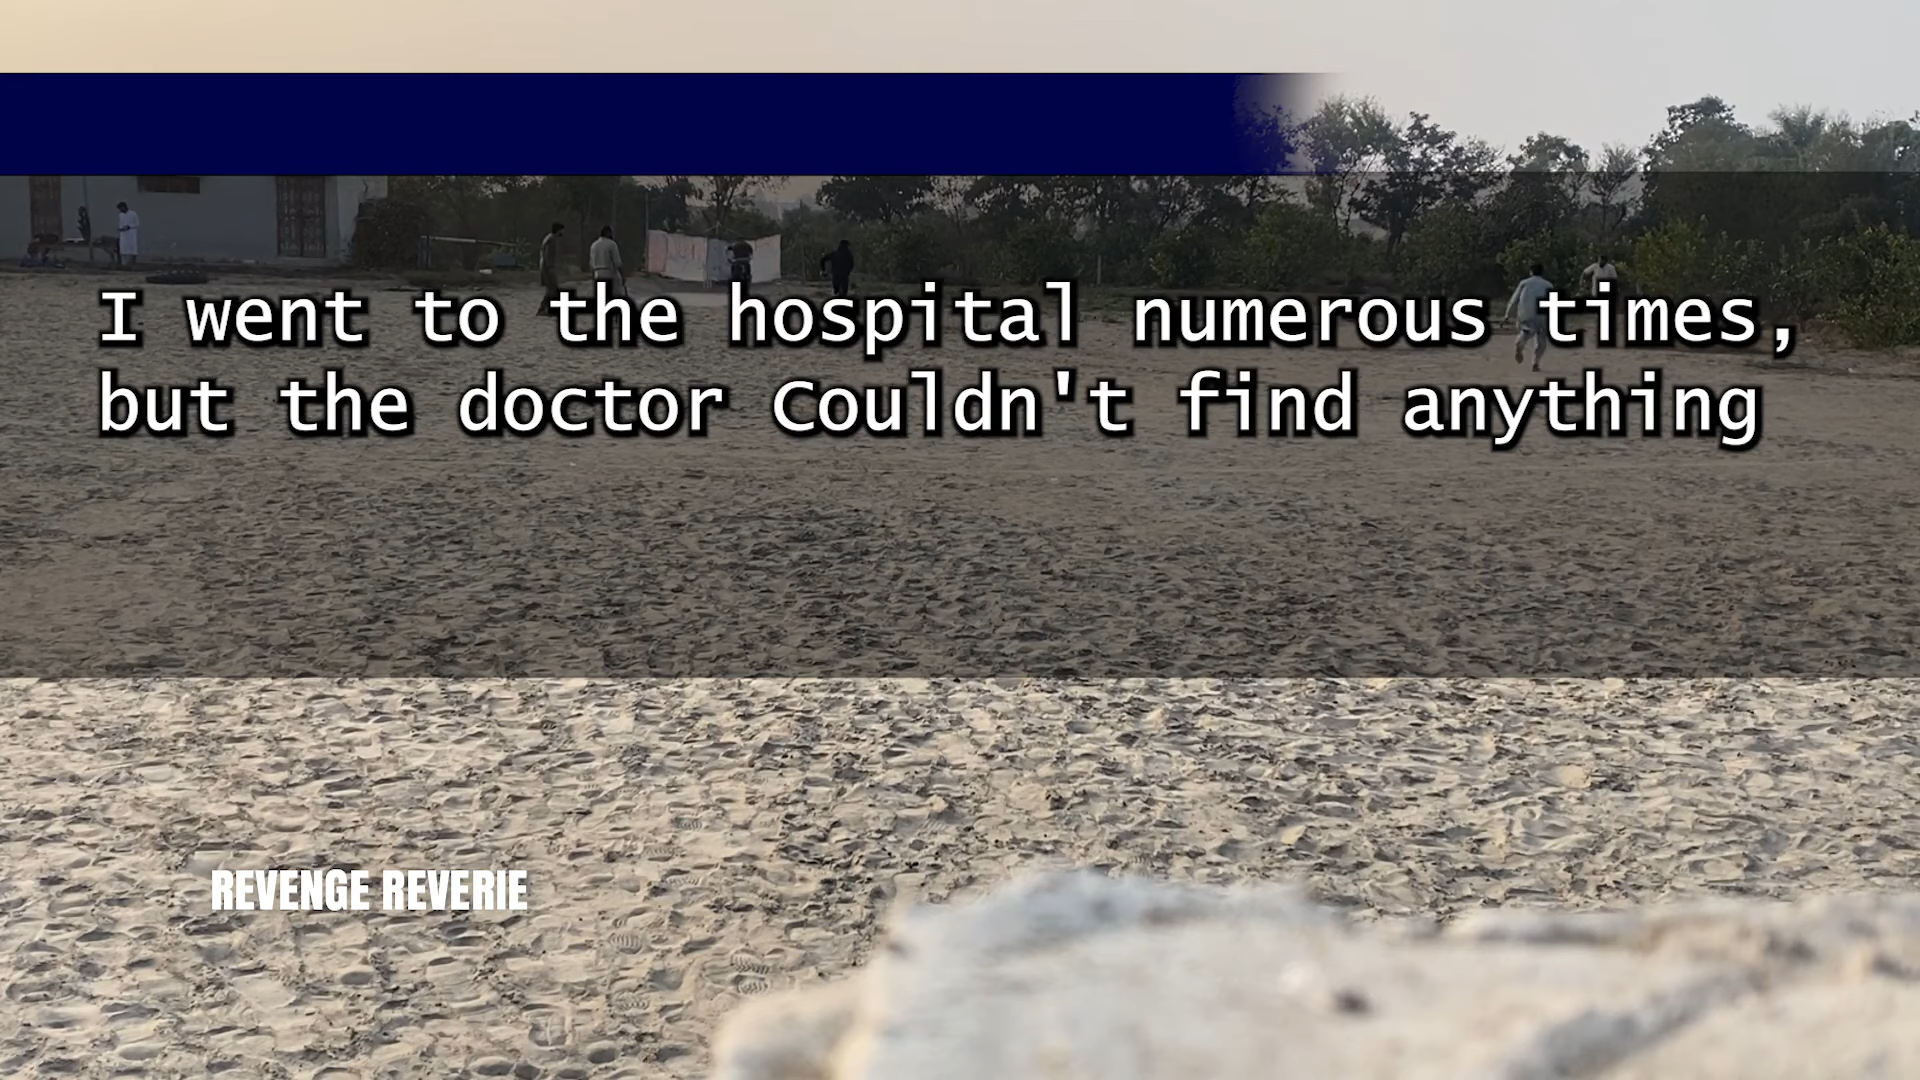 I went to the hospital numerous times,
but the doctor Couldn't find anything
REVENGE REVERIE